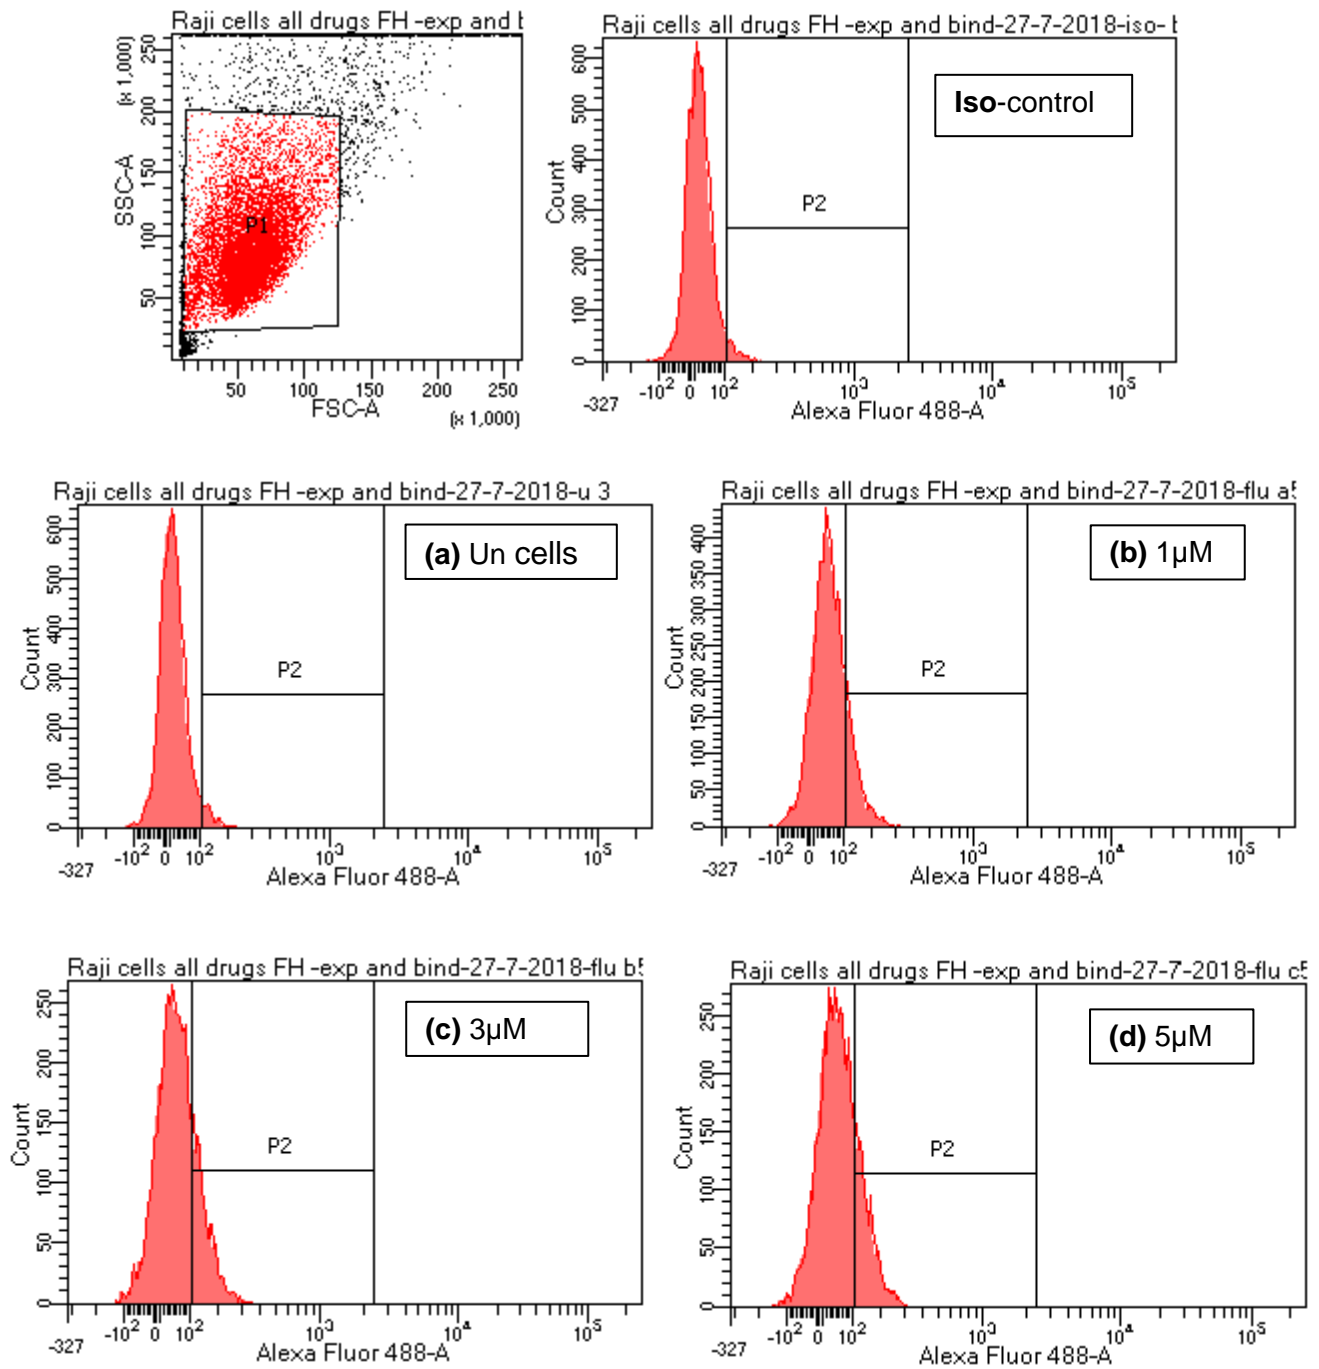 Raji cells all drugs FH -exp and b
(x 1,000)
250
200
150
100
50
SSC-A
P1
50 100 150 200 250
FSC-A
(x 1,000)
Raji cells all drugs FH -exp and bind-27-7-2018-iso- b
600
500
400
300
200
100
0
Count
P2
Iso-control
-327 -10² 0 10² 10³ 10⁴ 10⁵
Alexa Fluor 488-A
Raji cells all drugs FH -exp and bind-27-7-2018-u 3
600
500
400
300
200
100
0
Count
P2
(a) Un cells
-327 -10² 0 10² 10³ 10⁴ 10⁵
Alexa Fluor 488-A
Raji cells all drugs FH -exp and bind-27-7-2018-flu a5
400
350
300
250
200
150
100
50
0
Count
P2
(b) 1µM
-327 -10² 0 10² 10³ 10⁴ 10⁵
Alexa Fluor 488-A
Raji cells all drugs FH -exp and bind-27-7-2018-flu b5
250
200
150
100
50
0
Count
P2
(c) 3µM
-327 -10² 0 10² 10³ 10⁴ 10⁵
Alexa Fluor 488-A
Raji cells all drugs FH -exp and bind-27-7-2018-flu c5
250
200
150
100
50
0
Count
P2
(d) 5µM
-327 -10² 0 10² 10³ 10⁴ 10⁵
Alexa Fluor 488-A